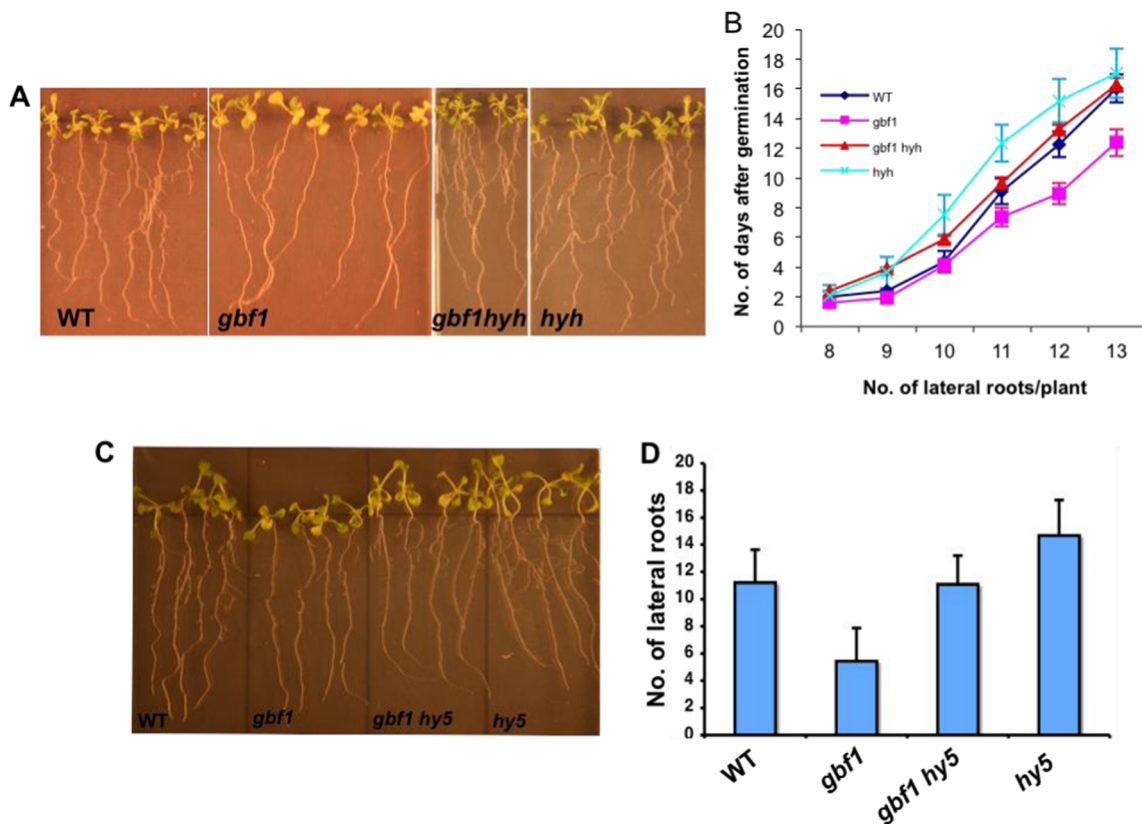 A
WT
gbf1
gbf1hyh
hyh
B
No. of days after germination
20
18
16
14
12
10
8
6
4
2
0
WT
gbf1
gbf1 hyh
hyh
8 9 10 11 12 13
No. of lateral roots/plant
C
WT
gbf1
gbf1 hy5
hy5
D
No. of lateral roots
20
18
16
14
12
10
8
6
4
2
0
WT
gbf1
gbf1 hy5
hy5